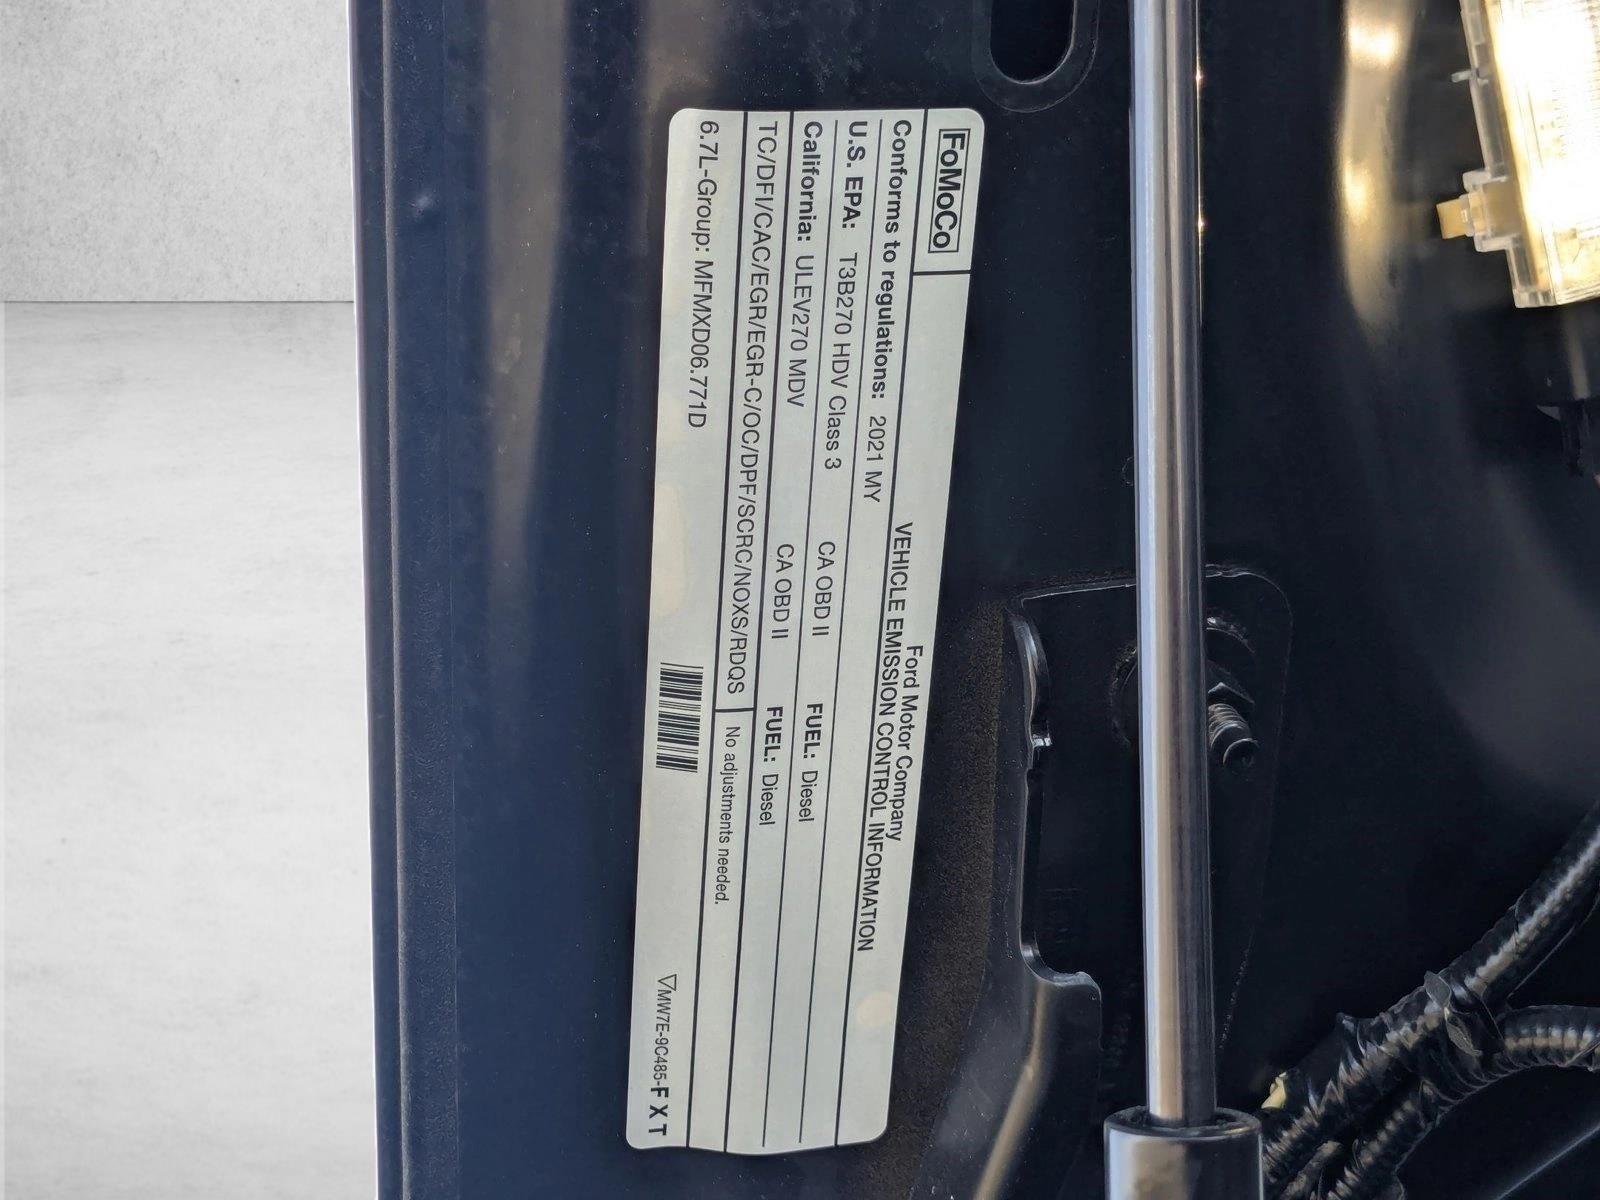 FoMoCo
Ford Motor Company
VEHICLE EMISSION CONTROL INFORMATION
Conforms to regulations: 2021 MY
U.S. EPA: T3B270 HDV Class 3 CA OBD II FUEL: Diesel
California: ULEV270 MDV CA OBD II FUEL: Diesel
TC/DFI/CAC/EGR/EGR-C/OC/DPF/SCRC/NOXS/RDQS No adjustments needed.
6.7L-Group: MFMXD06.771D
MW7E-9C485-FXT